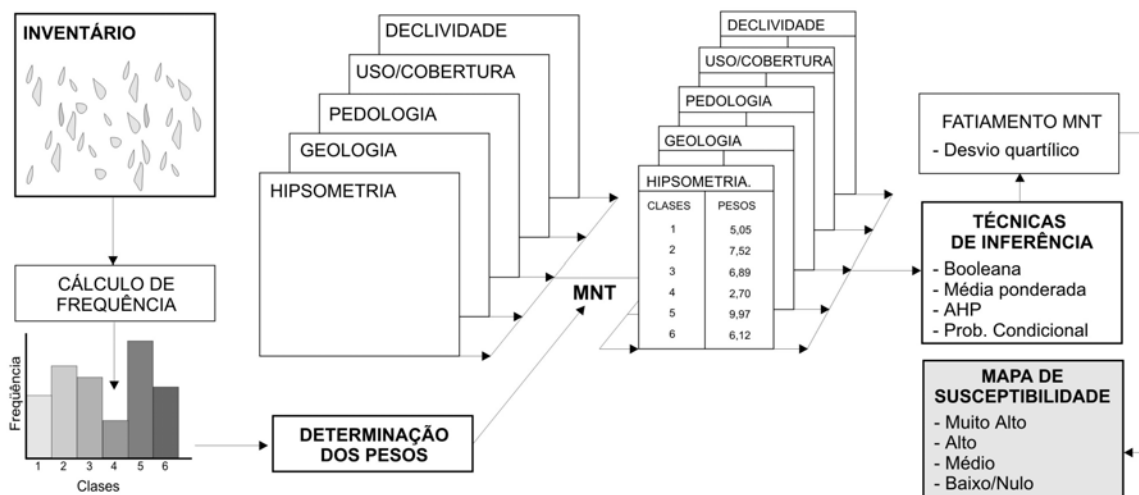 INVENTÁRIO
CÁLCULO DE
FREQUÊNCIA
Freqüência
1 2 3 4 5 6
Clases
DECLIVIDADE
USO/COBERTURA
PEDOLOGIA
GEOLOGIA
HIPSOMETRIA
DETERMINAÇÃO
DOS PESOS
MNT
DECLIVIDADE
USO/COBERTURA
PEDOLOGIA
GEOLOGIA
HIPSOMETRIA.
CLASES PESOS
1 5,05
2 7,52
3 6,89
4 2,70
5 9,97
6 6,12
FATIAMENTO MNT
- Desvio quartílico
TÉCNICAS
DE INFERÊNCIA
- Booleana
- Média ponderada
- AHP
- Prob. Condicional
MAPA DE
SUSCEPTIBILIDADE
- Muito Alto
- Alto
- Médio
- Baixo/Nulo